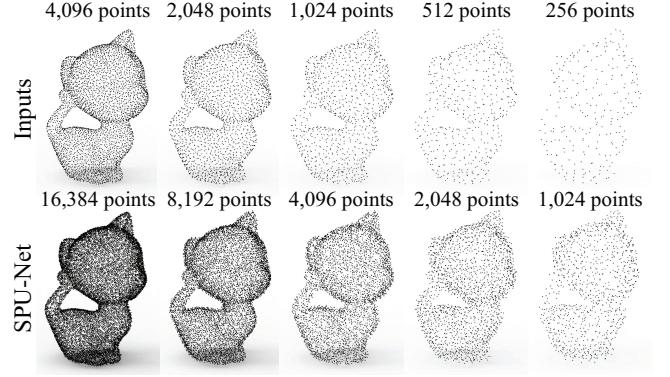 4,096 points 2,048 points 1,024 points 512 points 256 points
Inputs
16,384 points 8,192 points 4,096 points 2,048 points 1,024 points
SPU-Net